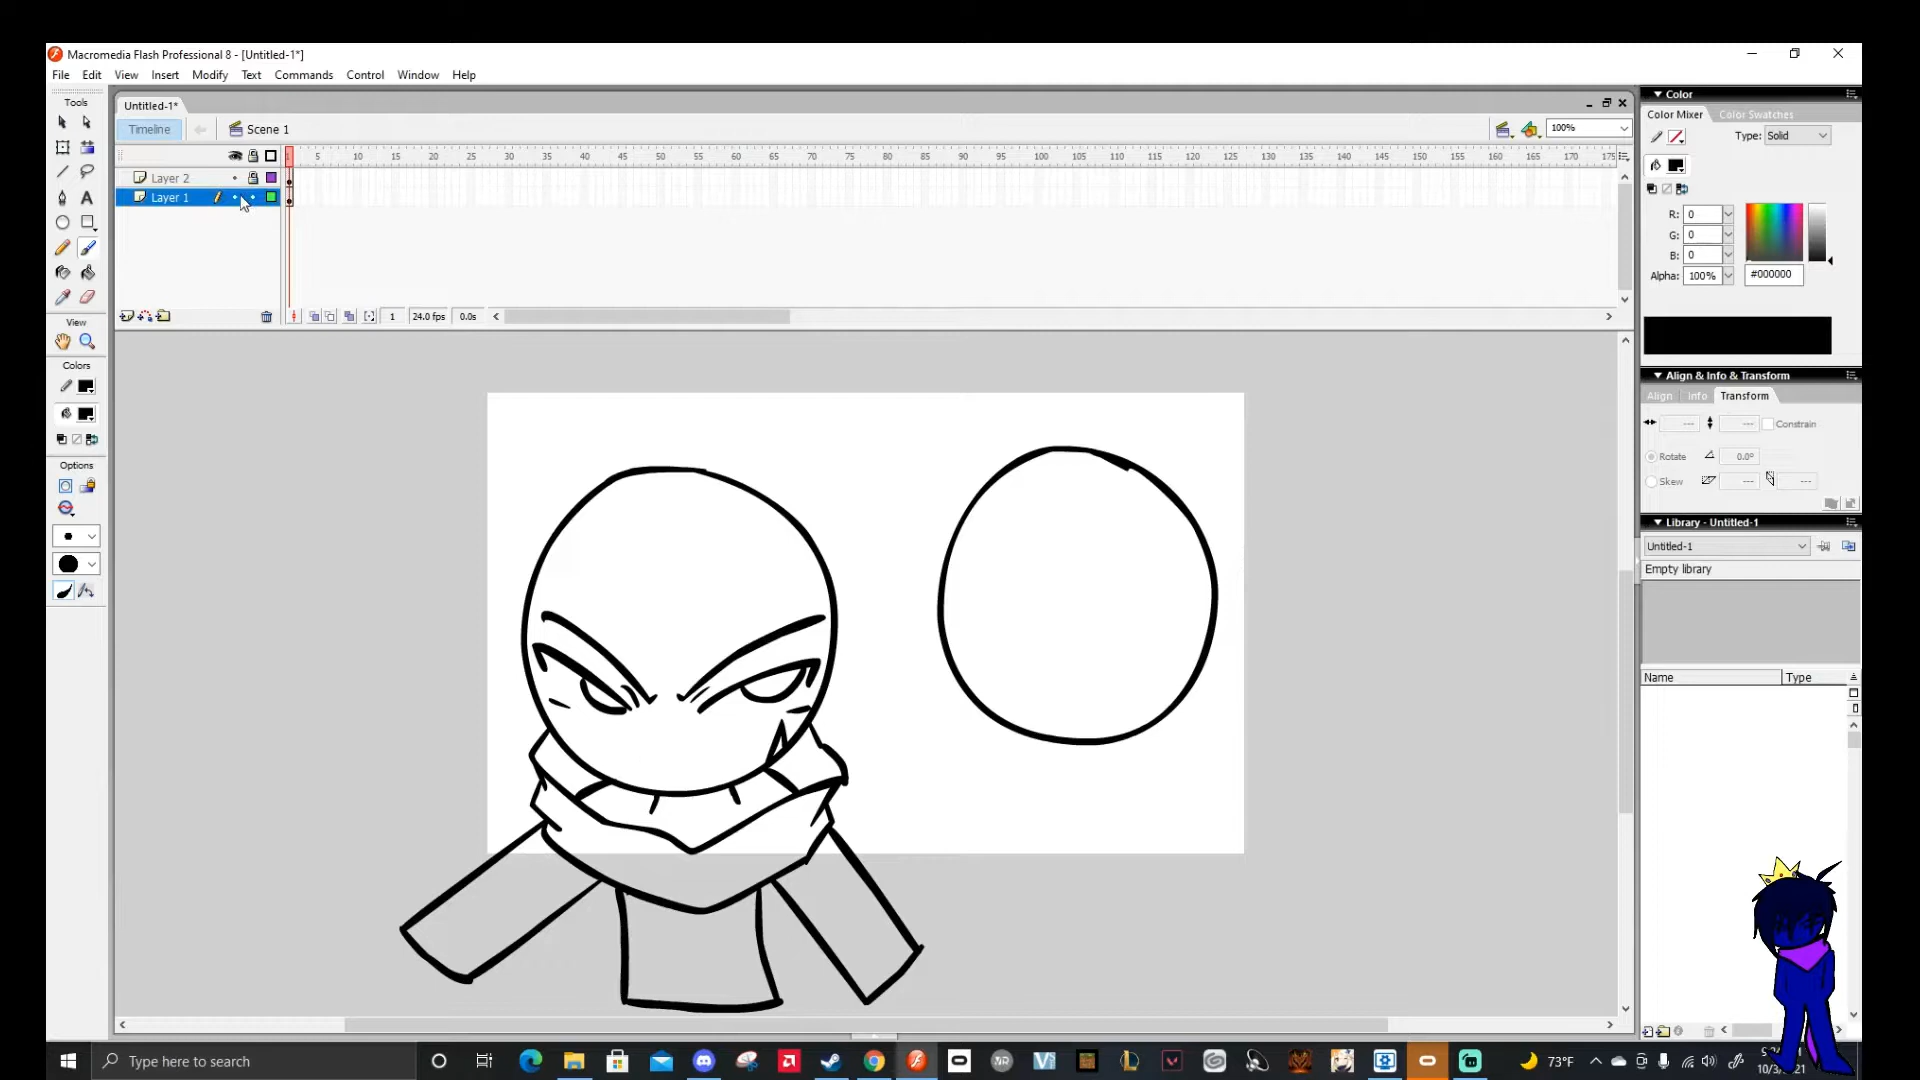 Macromedia Flash Professional 8 - [Untitled-1*]
File Edit View Insert Modify Text Commands Control Window Help
Tools
Untitled-1*
Timeline Scene 1 100%
1 5 10 15 20 25 30 35 40 45 50 55 60 65 70 75 80 85 90 95 100 105 110 115 120 125 130 135 140 145 150 155 160 165 170 175
Layer 2
Layer 1
1 24.0 fps 0.0s
View
Colors
Options
Color
Color Mixer Color Swatches
Type: Solid
R: 0
G: 0
B: 0
Alpha: 100% #000000
Align & Info & Transform
Align Info Transform
--- --- Constrain
Rotate 0.0º
Skew --- ---
Library - Untitled-1
Untitled-1
Empty library
Name Type
Type here to search
73°F
10/3/2021